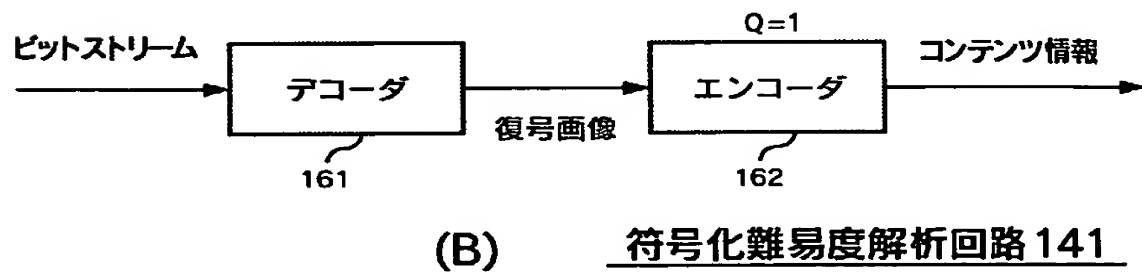 Q=1
ビットストリーム
コンテンツ情報
デコーダ
エンコーダ
復号画像
161
162
(B) 符号化難易度解析回路141